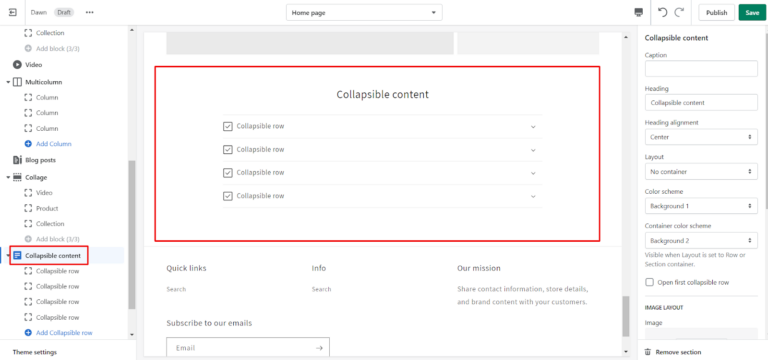 Dawn Draft
Home page
Publish
Save
Collection
Add block (3/3)
Video
Multicolumn
Column
Column
Column
Add Column
Blog posts
Collage
Video
Product
Collection
Add block (3/3)
Collapsible content
Collapsible row
Collapsible row
Collapsible row
Collapsible row
Add Collapsible row
Theme settings
Collapsible content
Collapsible row
Collapsible row
Collapsible row
Collapsible row
Quick links
Search
Info
Search
Our mission
Share contact information, store details,
and brand content with your customers.
Subscribe to our emails
Email
Collapsible content
Caption
Heading
Collapsible content
Heading alignment
Center
Layout
No container
Color scheme
Background 1
Container color scheme
Background 2
Visible when Layout is set to Row or
Section container.
Open first collapsible row
IMAGE LAYOUT
Image
Remove section